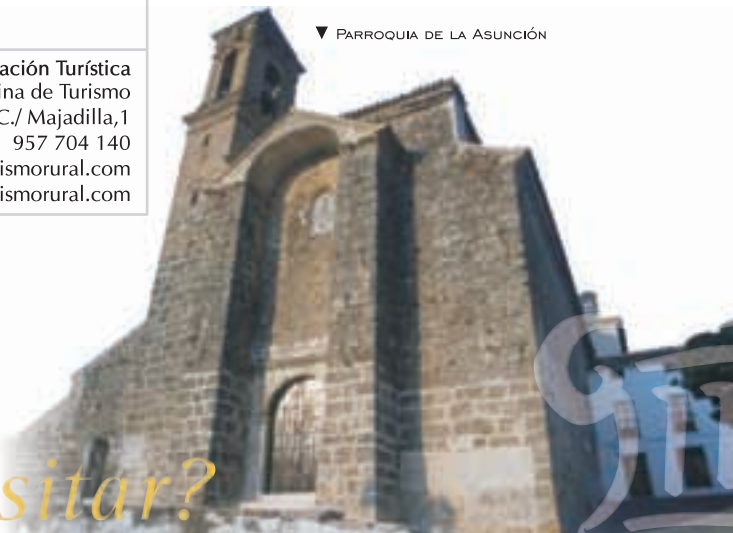 ▼ Parroquia de la Asunción
ación Turística
ina de Turismo
C./ Majadilla,1
957 704 140
ismorural.com
ismorural.com
sitar?